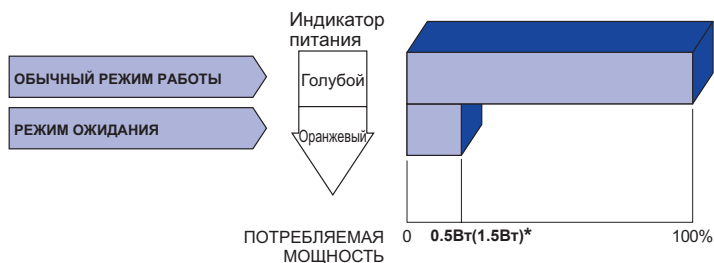 Индикатор
питания
ОБЫЧНЫЙ РЕЖИМ РАБОТЫ
Голубой
РЕЖИМ ОЖИДАНИЯ
Оранжевый
ПОТРЕБЛЯЕМАЯ
МОЩНОСТЬ
0 0.5Вт(1.5Вт)* 100%